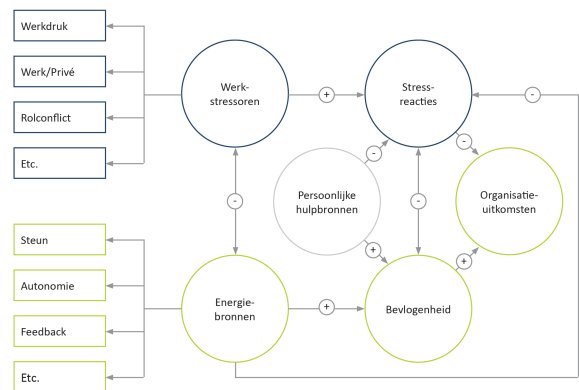 Werkdruk
Werk/Privé
Rolconflict
Etc.
Werk-
stressoren
+
Stress-
reacties
-
-
-
Persoonlijke
hulpbronnen
-
-
Organisatie-
uitkomsten
Steun
Autonomie
Feedback
Etc.
Energie-
bronnen
+
+
Bevlogenheid
+